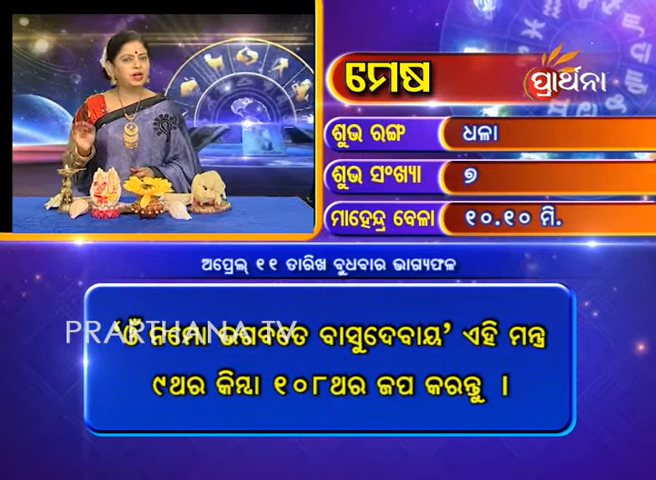 ମେଷ
ପ୍ରାର୍ଥନା
ଶୁଭ ରଙ୍ଗ ଧଳା
ଶୁଭ ସଂଖ୍ୟା ୭
ମାହେନ୍ଦ୍ର ବେଳା ୧୦.୧୦ ମି.
ଅପ୍ରେଲ୍ ୧୧ ତାରିଖ ବୁଧବାର ଭାଗ୍ୟଫଳ
PRARTHANA TV
‘ଓଁ ନମୋ ଭଗବତେ ବାସୁଦେବାୟ’ ଏହି ମନ୍ତ୍ର
୯ଥର କିମ୍ବା ୧୦୮ଥର ଜପ କରନ୍ତୁ ।